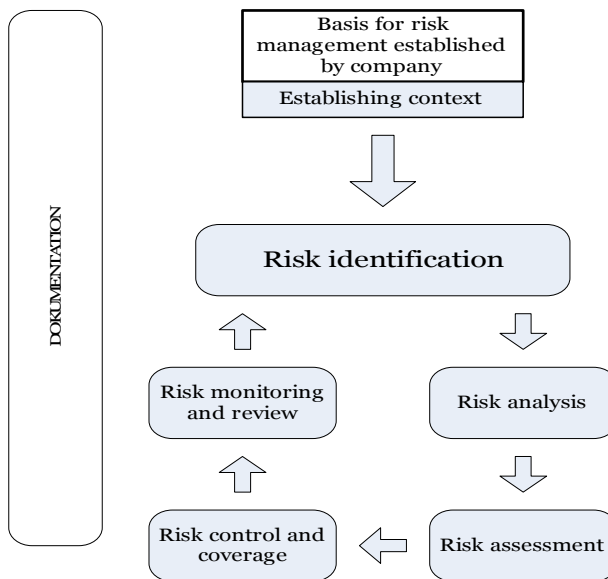 Basis for risk
management established
by company
Establishing context
DOKUMENTATION
Risk identification
Risk monitoring
and review
Risk analysis
Risk control and
coverage
Risk assessment